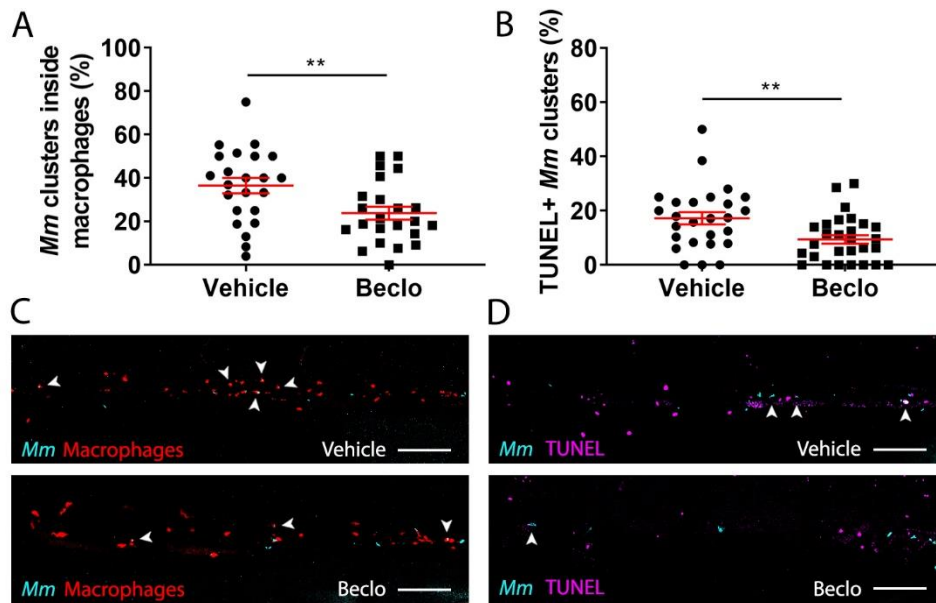 A
Mm clusters inside
macrophages (%)
100
80
60
40
20
0
**
Vehicle
Beclo
B
TUNEL+ Mm clusters (%)
80
60
40
20
0
**
Vehicle
Beclo
C
Mm Macrophages
Vehicle
Mm Macrophages
Beclo
D
Mm TUNEL
Vehicle
Mm TUNEL
Beclo